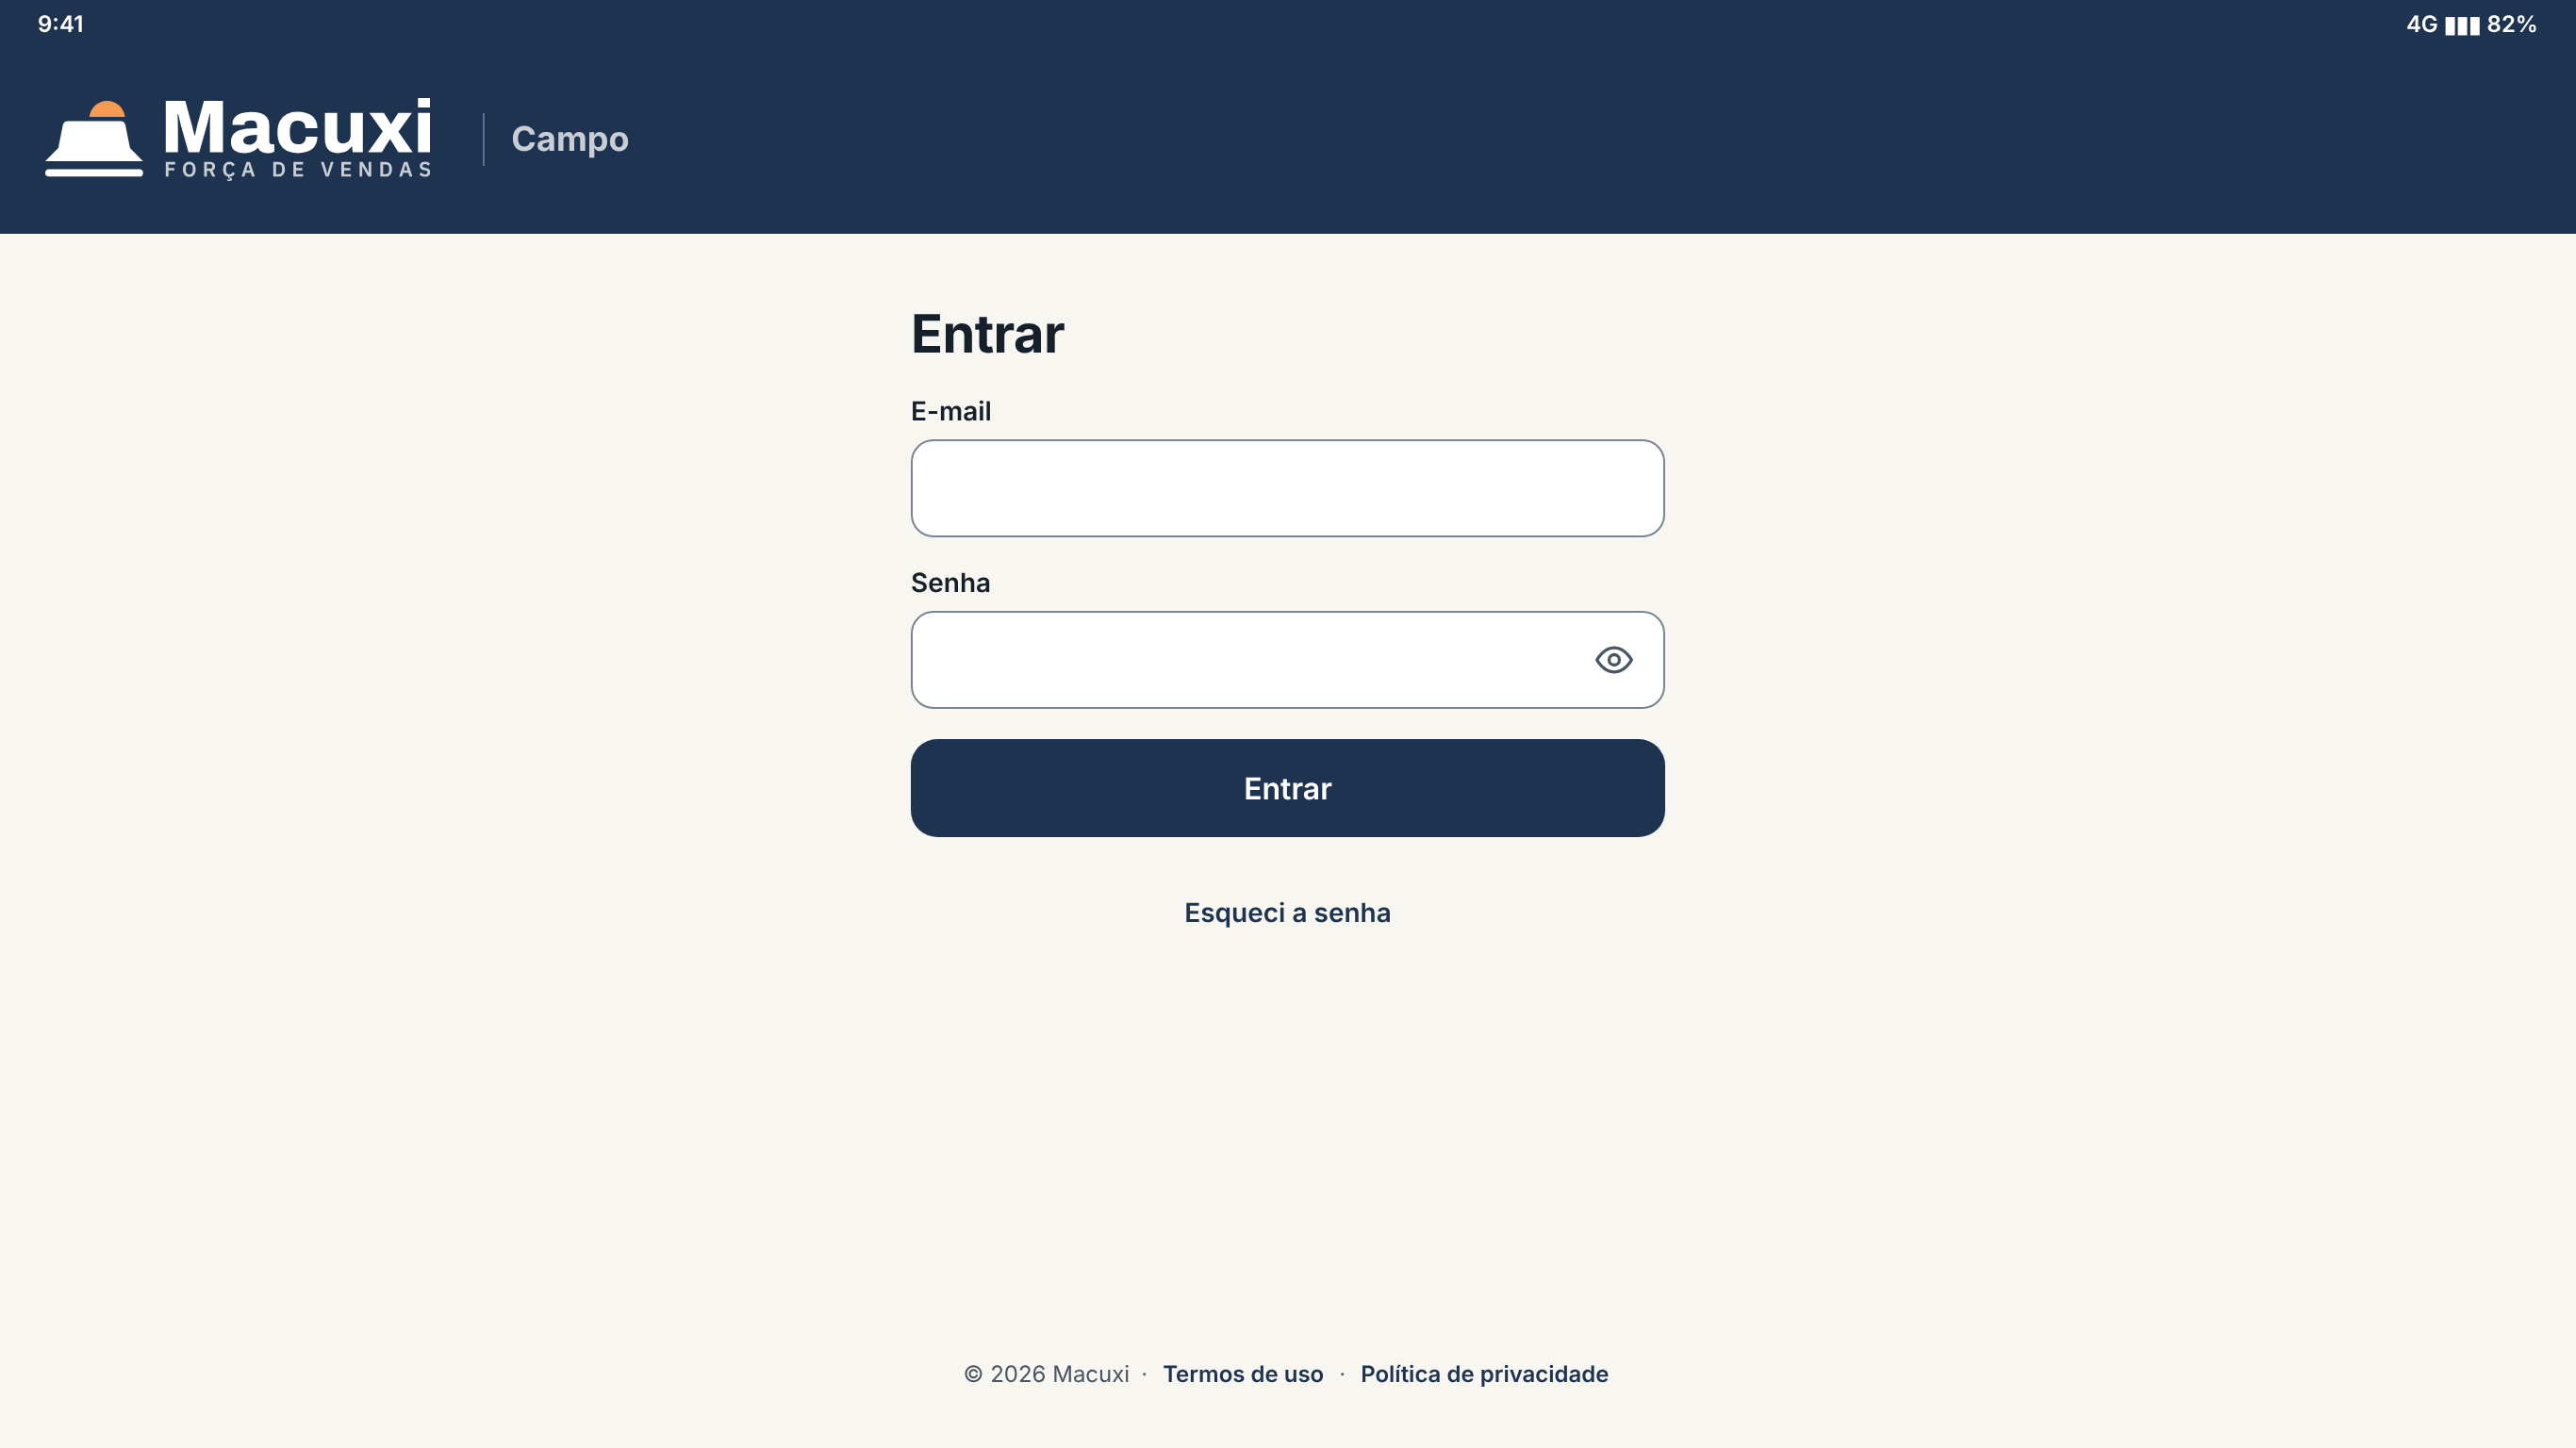 9:41
4G 82%
Macuxi
FORÇA DE VENDAS
Campo
Entrar
E-mail
Senha
Entrar
Esqueci a senha
© 2026 Macuxi · Termos de uso · Política de privacidade